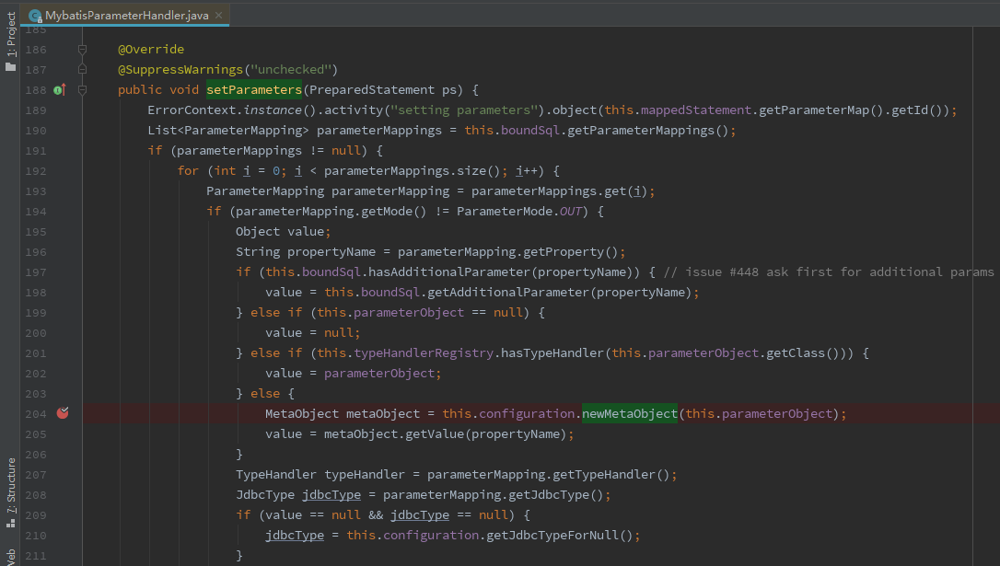 MybatisParameterHandler.java ×
1: Project
185
186 @Override
187 @SuppressWarnings("unchecked")
188 public void setParameters(PreparedStatement ps) {
189 ErrorContext.instance().activity("setting parameters").object(this.mappedStatement.getParameterMap().getId());
190 List<ParameterMapping> parameterMappings = this.boundSql.getParameterMappings();
191 if (parameterMappings != null) {
192 for (int i = 0; i < parameterMappings.size(); i++) {
193 ParameterMapping parameterMapping = parameterMappings.get(i);
194 if (parameterMapping.getMode() != ParameterMode.OUT) {
195 Object value;
196 String propertyName = parameterMapping.getProperty();
197 if (this.boundSql.hasAdditionalParameter(propertyName)) { // issue #448 ask first for additional params
198 value = this.boundSql.getAdditionalParameter(propertyName);
199 } else if (this.parameterObject == null) {
200 value = null;
201 } else if (this.typeHandlerRegistry.hasTypeHandler(this.parameterObject.getClass())) {
202 value = parameterObject;
203 } else {
204 MetaObject metaObject = this.configuration.newMetaObject(this.parameterObject);
205 value = metaObject.getValue(propertyName);
206 }
207 TypeHandler typeHandler = parameterMapping.getTypeHandler();
208 JdbcType jdbcType = parameterMapping.getJdbcType();
209 if (value == null && jdbcType == null) {
210 jdbcType = this.configuration.getJdbcTypeForNull();
211 }
7: Structure
Web